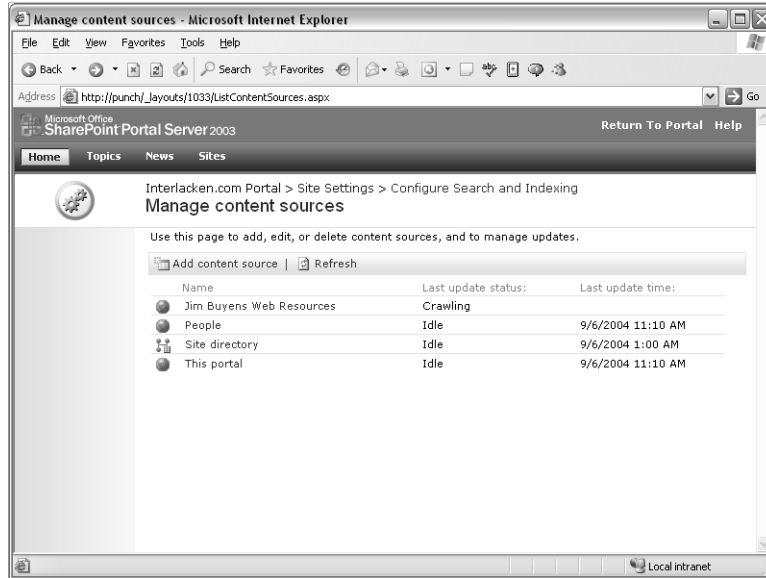 Manage content sources - Microsoft Internet Explorer
File Edit View Favorites Tools Help
Back Search Favorites
Address http://punch/_layouts/1033/ListContentSources.aspx Go
Microsoft Office
SharePoint Portal Server 2003 Return To Portal Help
Home Topics News Sites
Interlacken.com Portal > Site Settings > Configure Search and Indexing
Manage content sources
Use this page to add, edit, or delete content sources, and to manage updates.
Add content source | Refresh
Name Last update status: Last update time:
Jim Buyens Web Resources Crawling
People Idle 9/6/2004 11:10 AM
Site directory Idle 9/6/2004 1:00 AM
This portal Idle 9/6/2004 11:10 AM
Local intranet